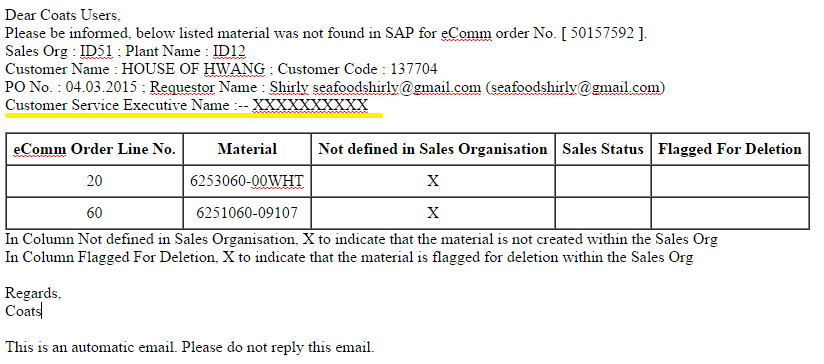 Dear Coats Users,
Please be informed, below listed material was not found in SAP for eComm order No. [ 50157592 ].
Sales Org : ID51 ; Plant Name : ID12
Customer Name : HOUSE OF HWANG ; Customer Code : 137704
PO No. : 04.03.2015 ; Requestor Name : Shirly seafoodshirly@gmail.com (seafoodshirly@gmail.com)
Customer Service Executive Name :-- XXXXXXXXXX
eComm Order Line No. Material Not defined in Sales Organisation Sales Status Flagged For Deletion
20 6253060-00WHT X
60 6251060-09107 X
In Column Not defined in Sales Organisation, X to indicate that the material is not created within the Sales Org
In Column Flagged For Deletion, X to indicate that the material is flagged for deletion within the Sales Org
Regards,
Coats
This is an automatic email. Please do not reply this email.